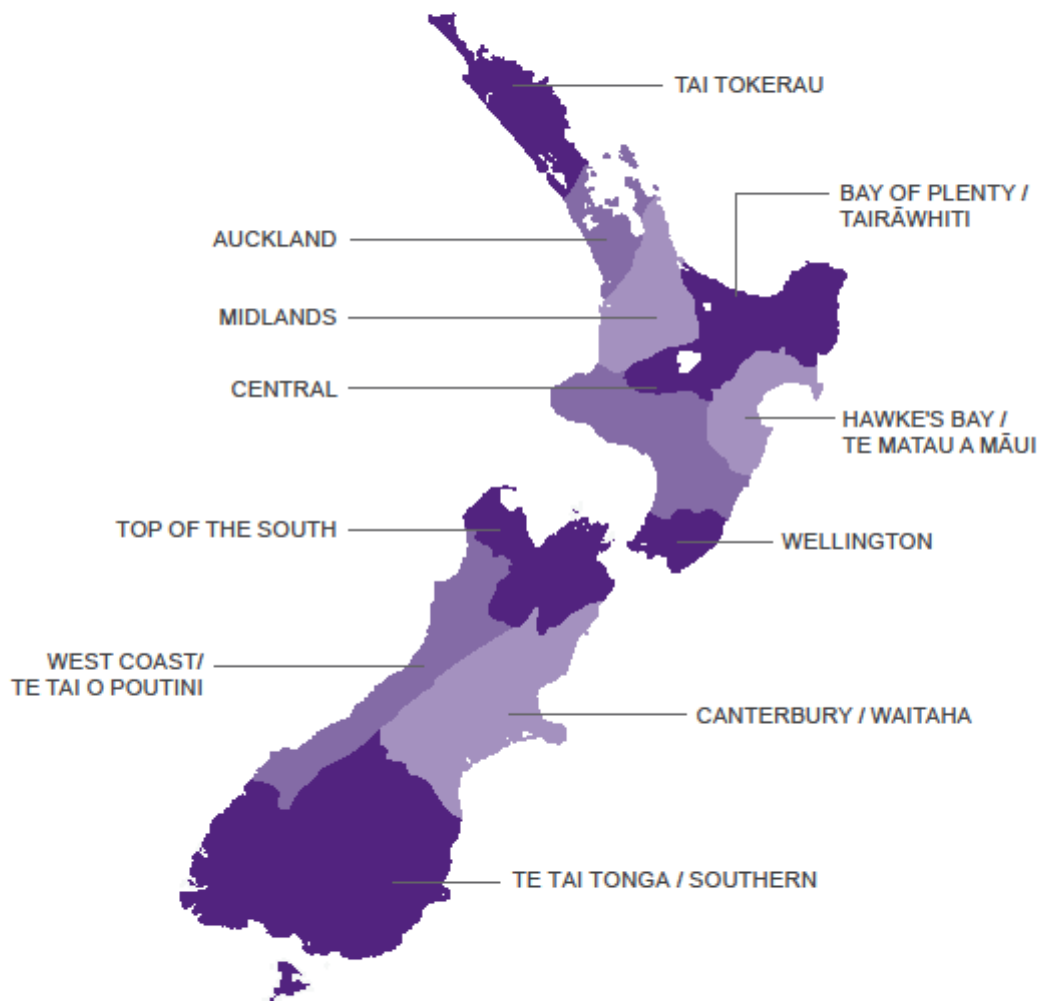 TAI TOKERAU
BAY OF PLENTY /
TAIRĀWHITI
AUCKLAND
MIDLANDS
CENTRAL
HAWKE'S BAY /
TE MATAU A MĀUI
TOP OF THE SOUTH
WELLINGTON
WEST COAST/
TE TAI O POUTINI
CANTERBURY / WAITAHA
TE TAI TONGA / SOUTHERN